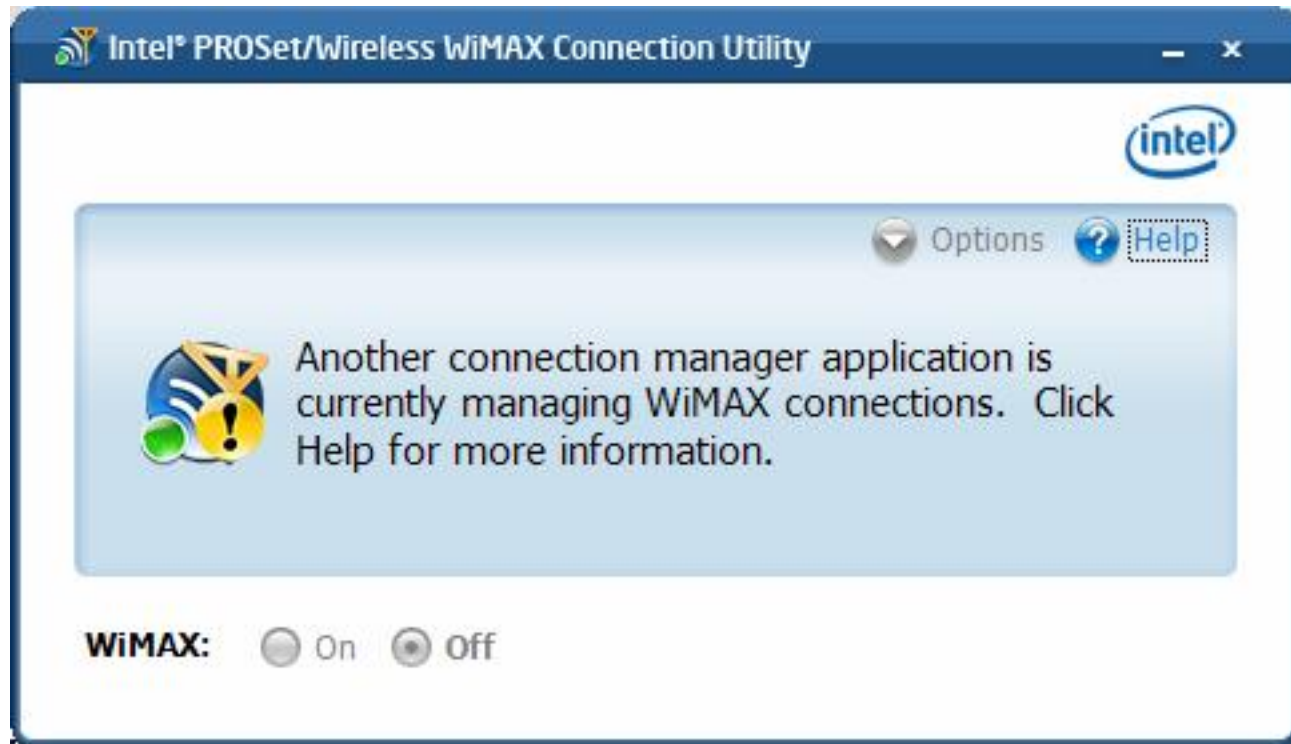 Intel® PROSet/Wireless WiMAX Connection Utility
intel
Options Help
Another connection manager application is
currently managing WiMAX connections. Click
Help for more information.
WiMAX: On Off